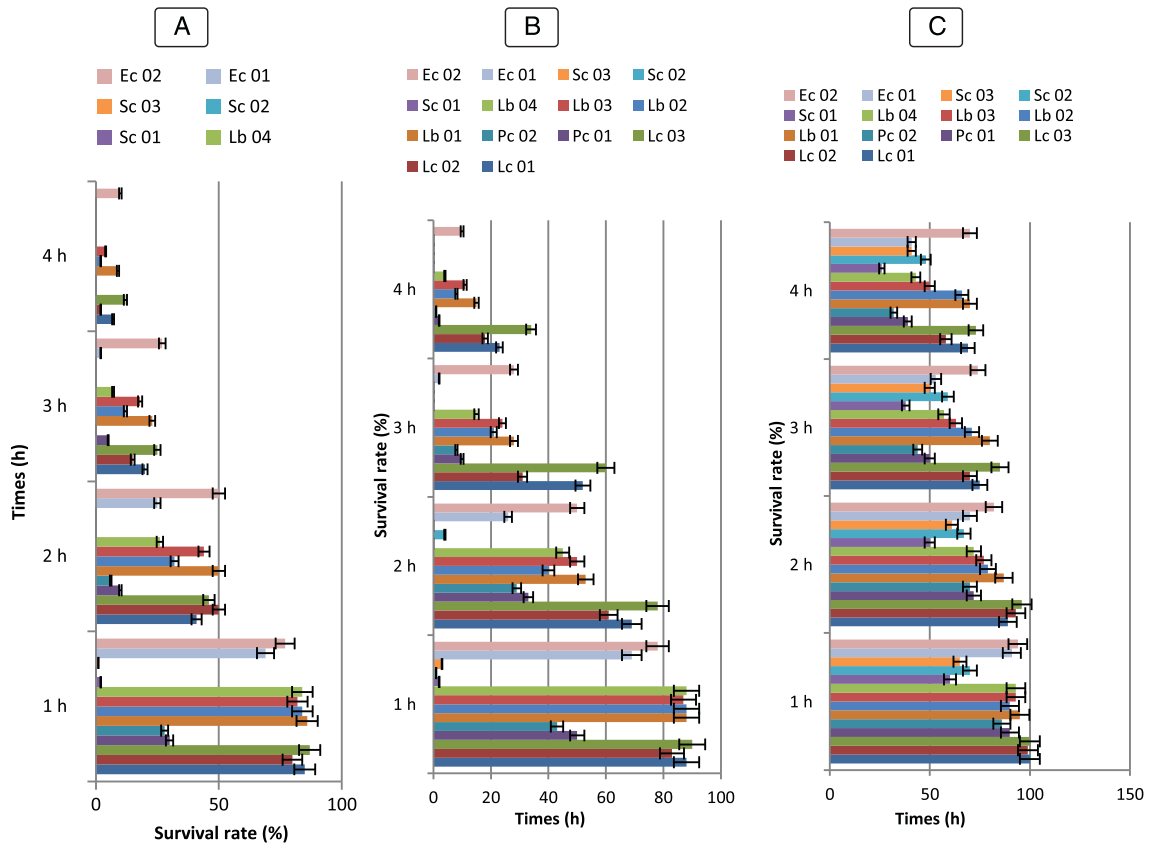 A
Ec 02 Ec 01
Sc 03 Sc 02
Sc 01 Lb 04
4 h
3 h
2 h
1 h
Times (h)
0 50 100
Survival rate (%)
B
Ec 02 Ec 01 Sc 03 Sc 02
Sc 01 Lb 04 Lb 03 Lb 02
Lb 01 Pc 02 Pc 01 Lc 03
Lc 02 Lc 01
4 h
3 h
2 h
1 h
Survival rate (%)
0 20 40 60 80 100
Times (h)
C
Ec 02 Ec 01 Sc 03 Sc 02
Sc 01 Lb 04 Lb 03 Lb 02
Lb 01 Pc 02 Pc 01 Lc 03
Lc 02 Lc 01
4 h
3 h
2 h
1 h
Survival rate (%)
0 50 100 150
Times (h)